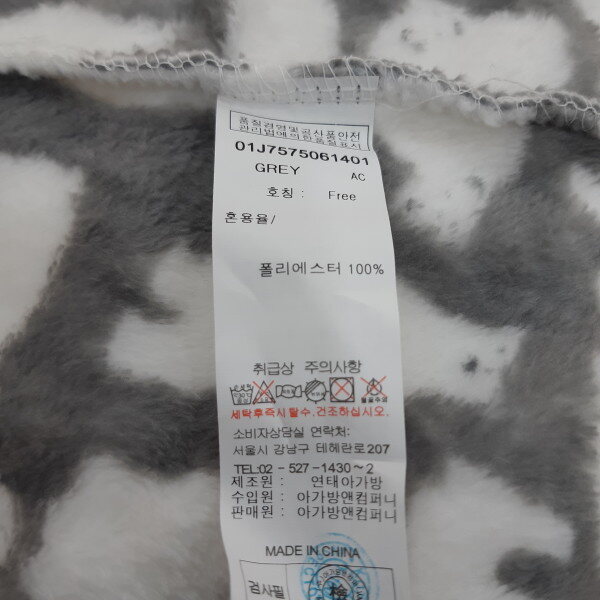 품질경영및공산품안전
관리법에의한품질표시
01J7575061401
GREY AC
호칭 : Free
혼용율/
폴리에스터 100%
취급상 주의사항
세탁후즉시탈수,건조하십시오.
소비자상담실 연락처:
서울시 강남구 테헤란로207
TEL:02 - 527 -1430~2
제조원 : 연태아가방
수입원 : 아가방앤컴퍼니
판매원 : 아가방앤컴퍼니
MADE IN CHINA
검사필